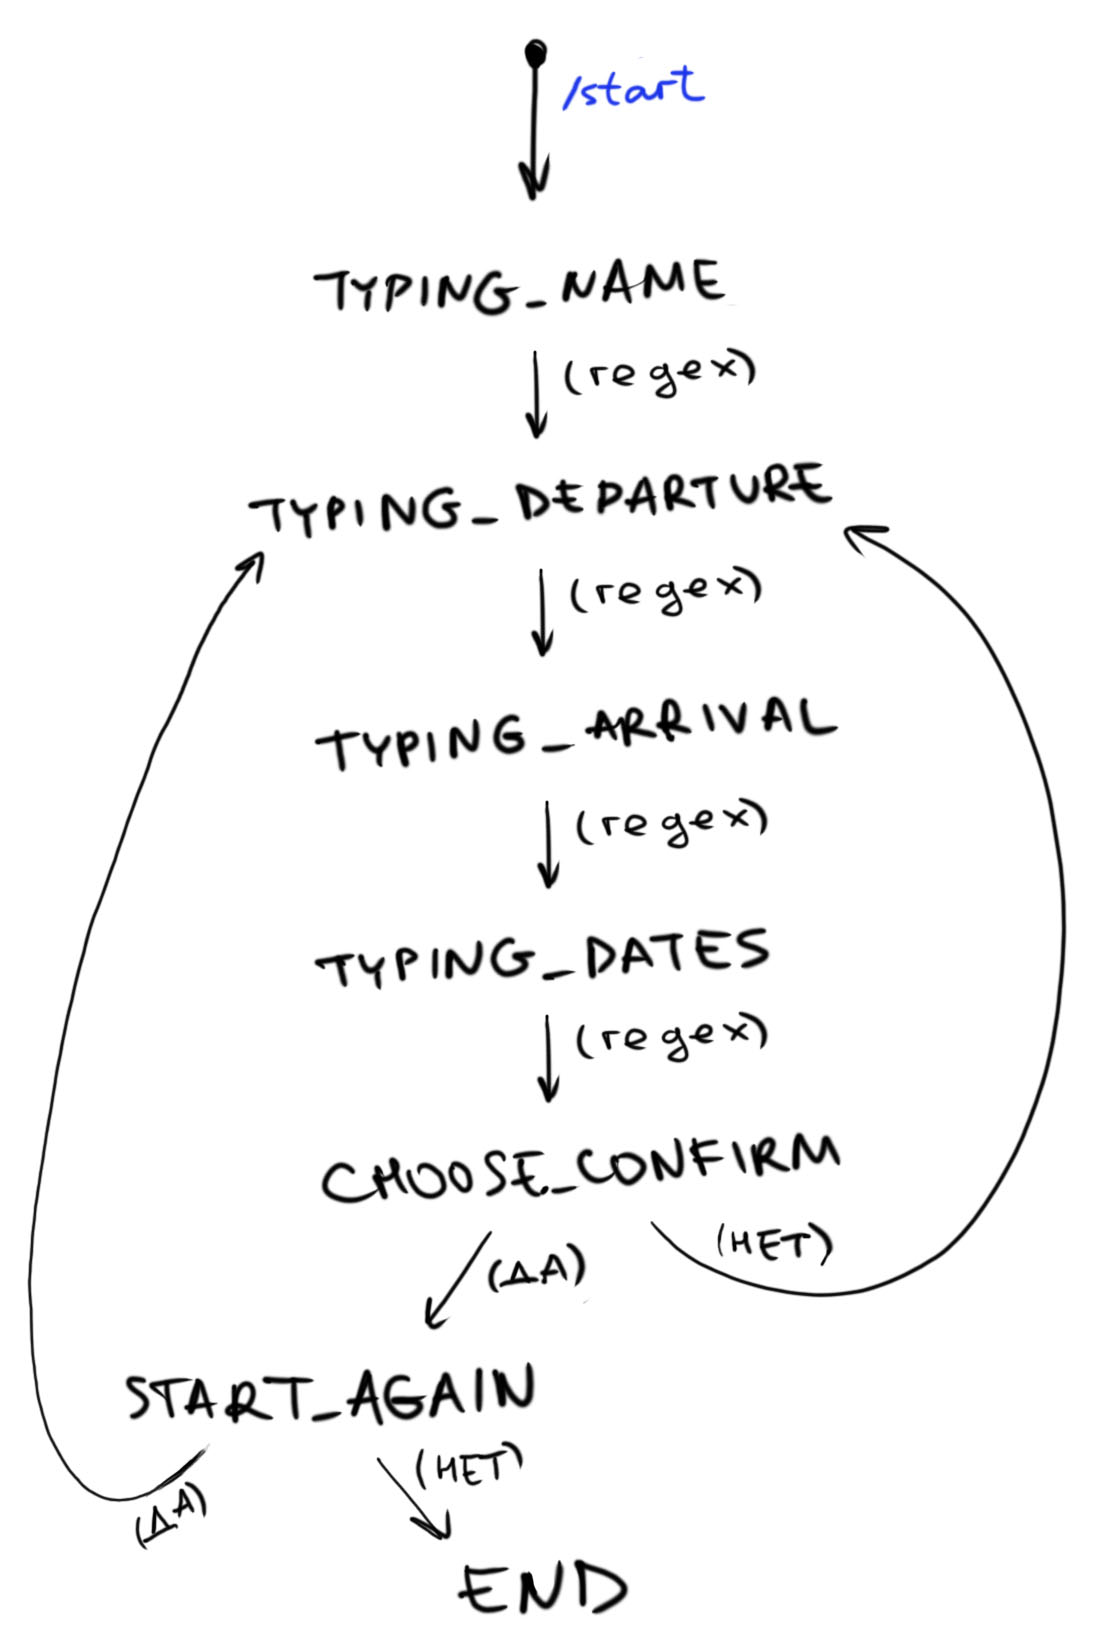 /start
TYPING_NAME
(regex)
TYPING_DEPARTURE
(regex)
TYPING_ARRIVAL
(regex)
TYPING_DATES
(regex)
CHOOSE_CONFIRM
(НЕТ)
(ДА)
START_AGAIN
(НЕТ)
(ДА)
END